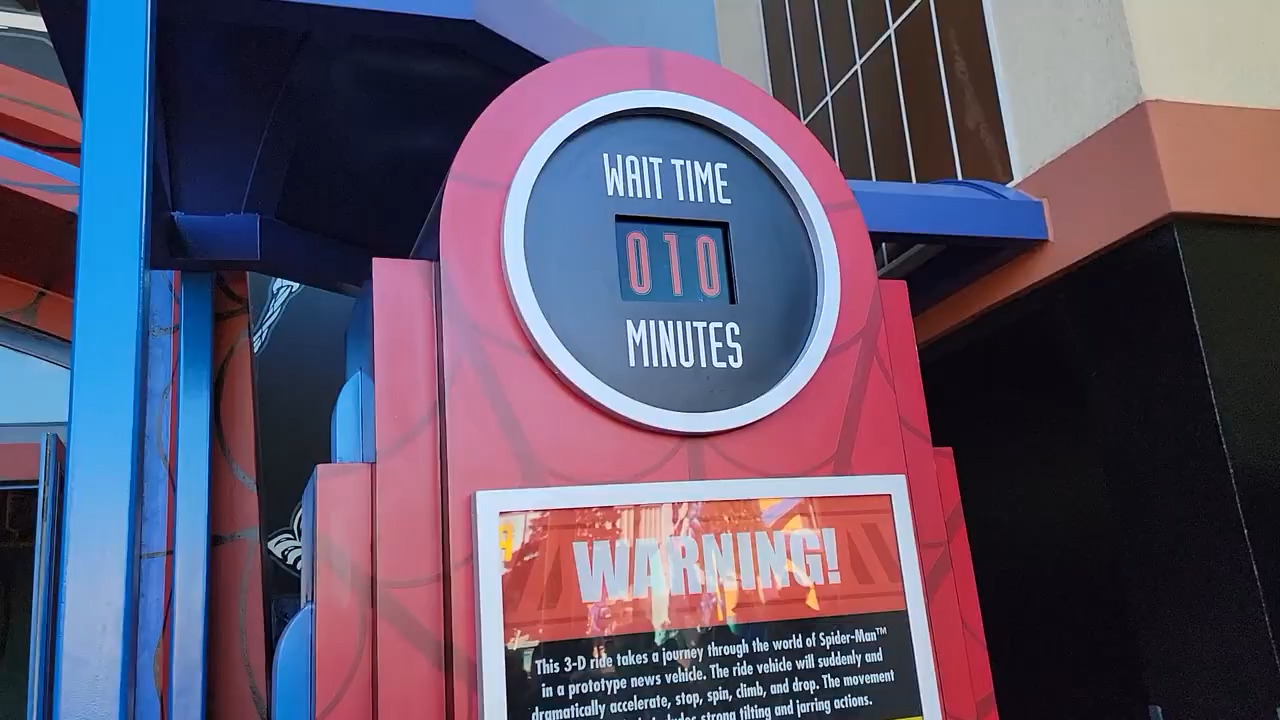 WAIT TIME
010
MINUTES
WARNING!
This 3-D ride takes a journey through the world of Spider-Man™
in a prototype news vehicle. The ride vehicle will suddenly and
dramatically accelerate, stop, spin, climb, and drop. The movement
includes strong tilting and jarring actions.